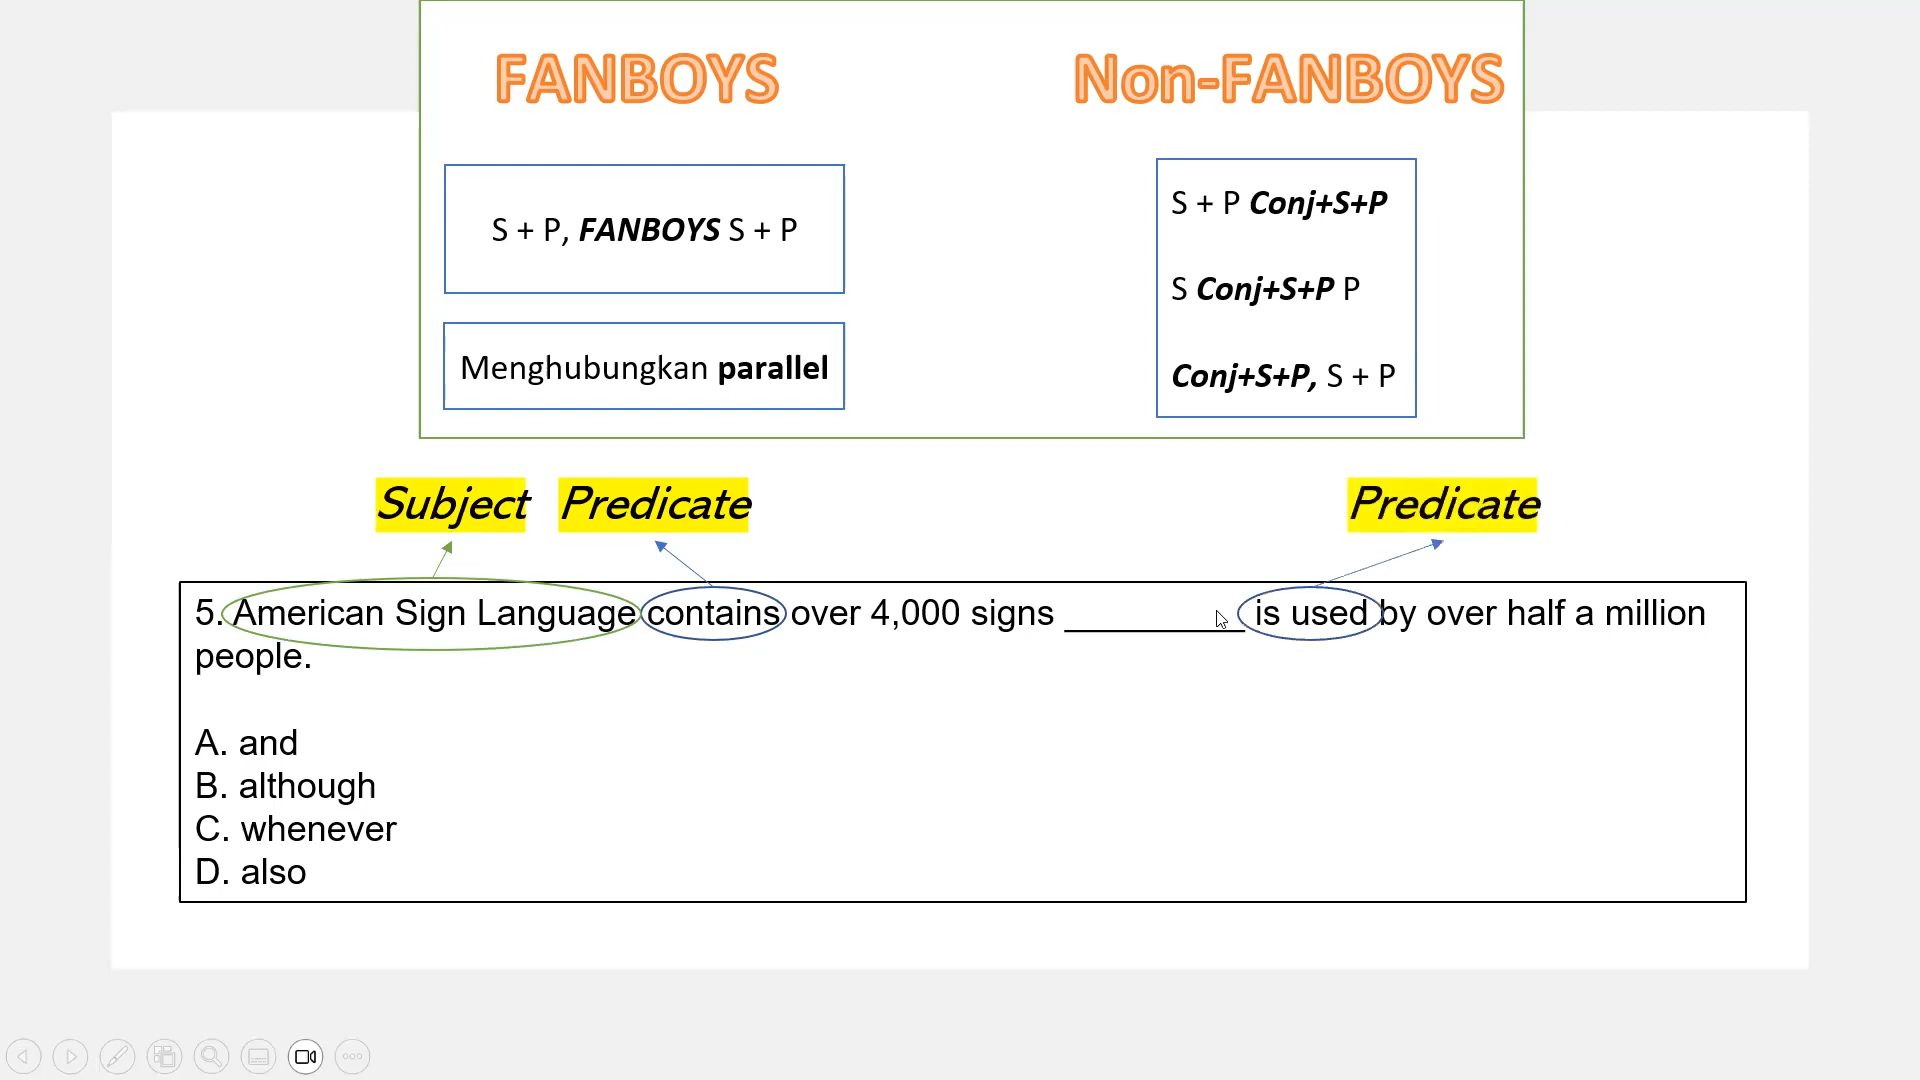 FANBOYS
Non-FANBOYS
S + P, FANBOYS S + P
Menghubungkan parallel
S + P Conj+S+P
S Conj+S+P P
Conj+S+P, S + P
Subject
Predicate
Predicate
5. American Sign Language contains over 4,000 signs _________ is used by over half a million
people.
A. and
B. although
C. whenever
D. also